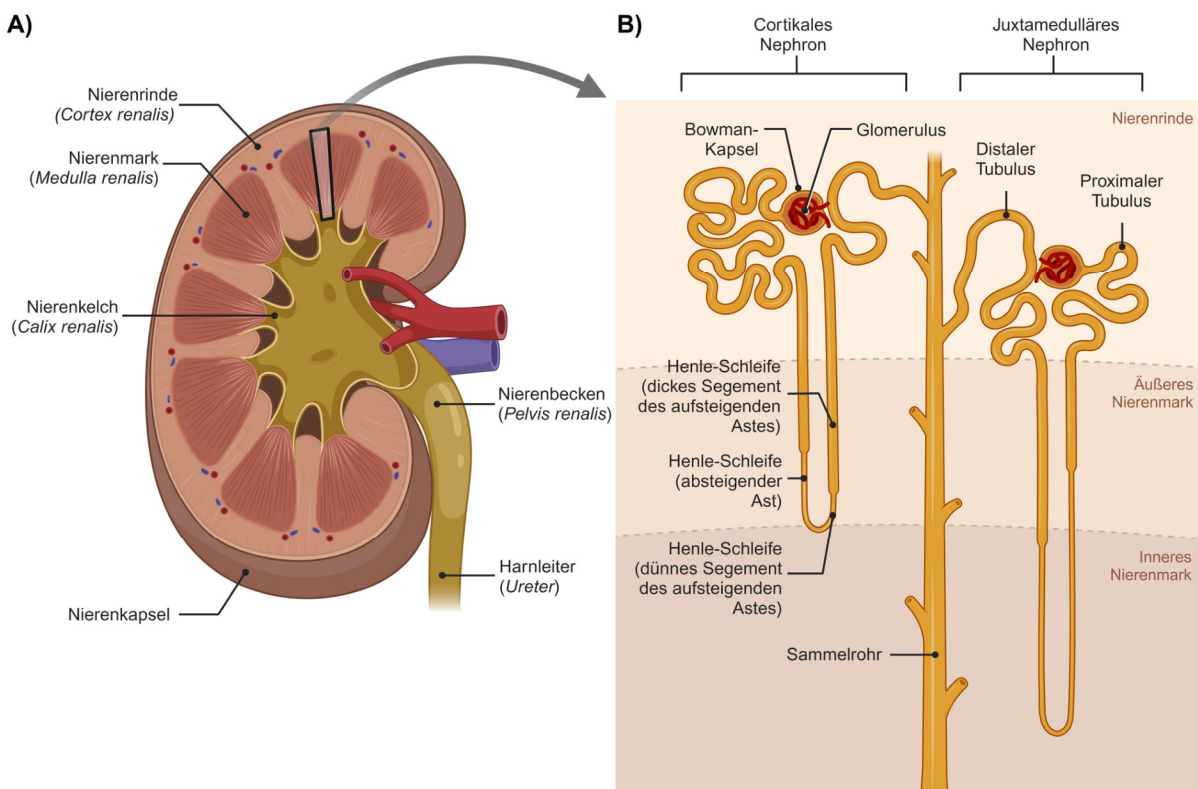 A)
Nierenrinde
(Cortex renalis)
Nierenmark
(Medulla renalis)
Nierenkelch
(Calix renalis)
Nierenkapsel
Nierenbecken
(Pelvis renalis)
Harnleiter
(Ureter)
B)
Cortikales
Nephron
Juxtamedulläres
Nephron
Nierenrinde
Bowman-
Kapsel
Glomerulus
Distaler
Tubulus
Proximaler
Tubulus
Henle-Schleife
(dickes Segement
des aufsteigenden
Astes)
Äußeres
Nierenmark
Henle-Schleife
(absteigender
Ast)
Henle-Schleife
(dünnes Segement
des aufsteigenden
Astes)
Inneres
Nierenmark
Sammelrohr